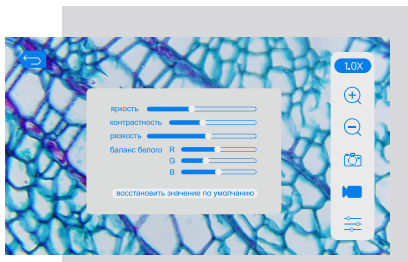 1.0X
яркость
контрастность
резкость
баланс белого R
G
B
восстановить значение по умолчанию